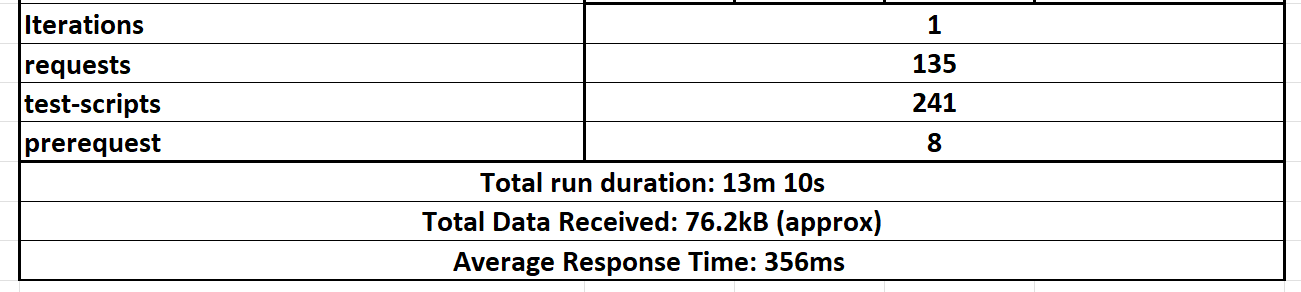 Iterations 1
requests 135
test-scripts 241
prerequest 8
Total run duration: 13m 10s
Total Data Received: 76.2kB (approx)
Average Response Time: 356ms